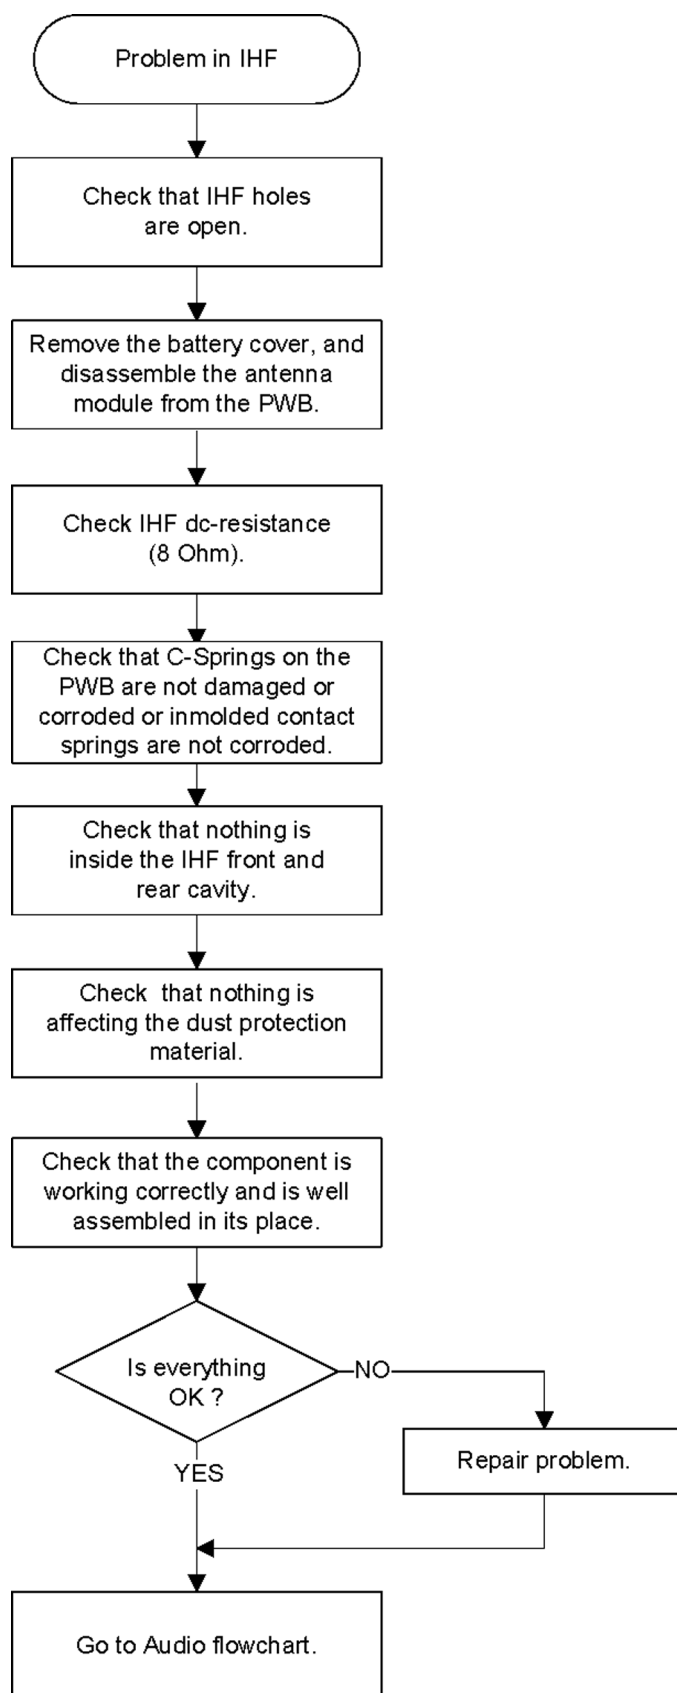 Problem in IHF
Check that IHF holes
are open.
Remove the battery cover, and
disassemble the antenna
module from the PWB.
Check IHF dc-resistance
(8 Ohm).
Check that C-Springs on the
PWB are not damaged or
corroded or inmolded contact
springs are not corroded.
Check that nothing is
inside the IHF front and
rear cavity.
Check  that nothing is
affecting the dust protection
material.
Check that the component is
working correctly and is well
assembled in its place.
Is everything
OK ?
NO
Repair problem.
YES
Go to Audio flowchart.